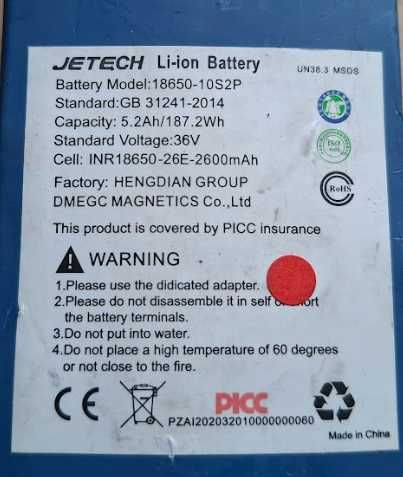 JETECH Li-ion Battery
UN38.3 MSDS
Battery Model:18650-10S2P
Standard:GB 31241-2014
Capacity: 5.2Ah/187.2Wh
Standard Voltage:36V
ISO
Cell: INR18650-26E-2600mAh
RoHS
Factory: HENGDIAN GROUP
DMEGC MAGNETICS Co.,Ltd
This product is covered by PICC insurance
WARNING
1.Please use the didicated adapter.
2.Please do not disassemble it in self
the battery terminals.
3.Do not put into water.
4.Do not place a high temperature of 60 degrees
or not close to the fire.
CE
PICC
PZAI202032010000000060
Made in China